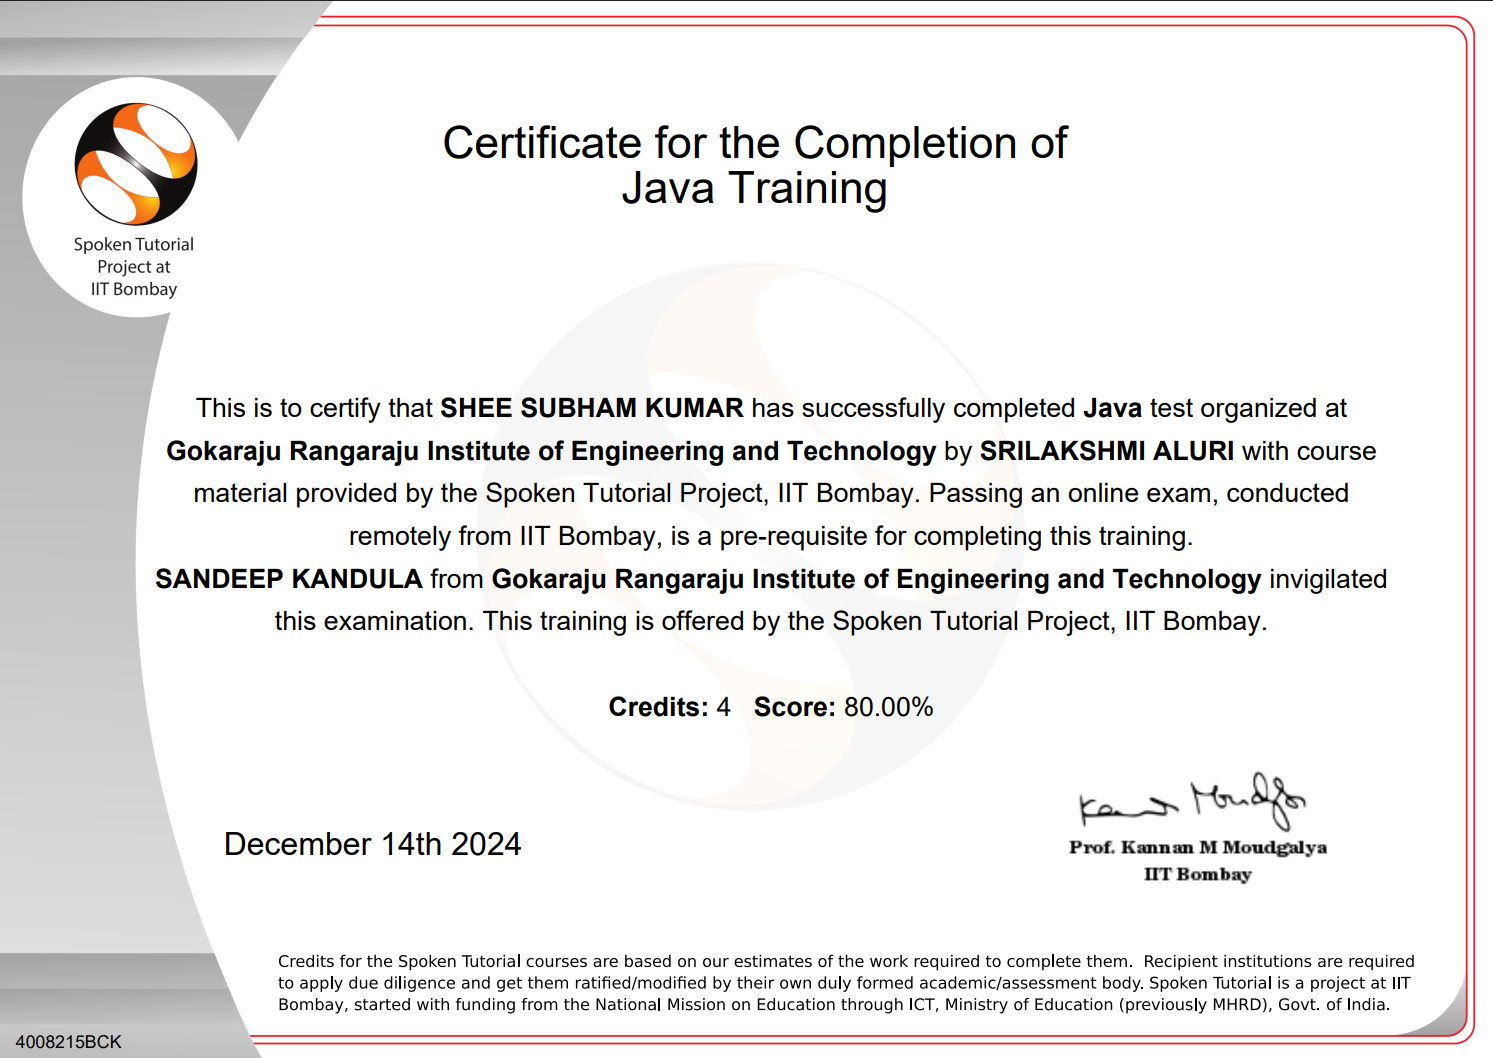 Spoken Tutorial
Project at
IIT Bombay
Certificate for the Completion of
Java Training
This is to certify that SHEE SUBHAM KUMAR has successfully completed Java test organized at
Gokaraju Rangaraju Institute of Engineering and Technology by SRILAKSHMI ALURI with course
material provided by the Spoken Tutorial Project, IIT Bombay. Passing an online exam, conducted
remotely from IIT Bombay, is a pre-requisite for completing this training.
SANDEEP KANDULA from Gokaraju Rangaraju Institute of Engineering and Technology invigilated
this examination. This training is offered by the Spoken Tutorial Project, IIT Bombay.
Credits: 4 Score: 80.00%
December 14th 2024
Kannan Moudgalya
Prof. Kannan M Moudgalya
IIT Bombay
Credits for the Spoken Tutorial courses are based on our estimates of the work required to complete them. Recipient institutions are required
to apply due diligence and get them ratified/modified by their own duly formed academic/assessment body. Spoken Tutorial is a project at IIT
Bombay, started with funding from the National Mission on Education through ICT, Ministry of Education (previously MHRD), Govt. of India.
4008215BCK